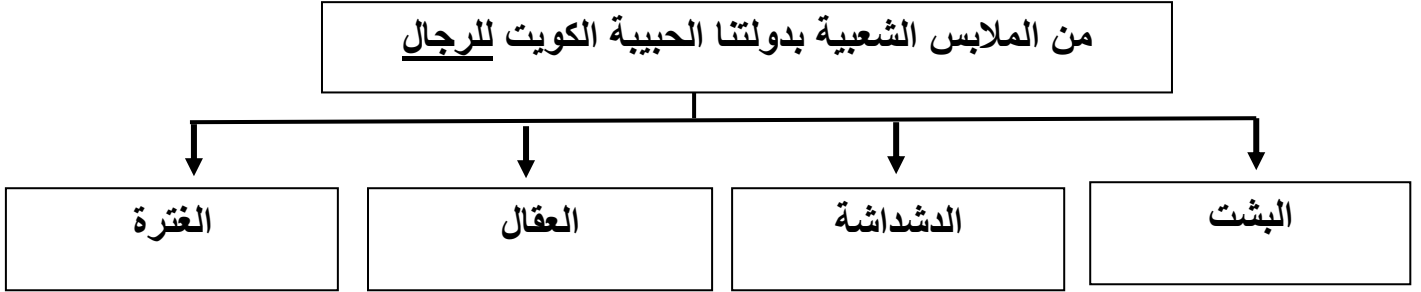 من الملابس الشعبية بدولتنا الحبيبة الكويت للرجال
البشت
الدشداشة
العقال
الغترة